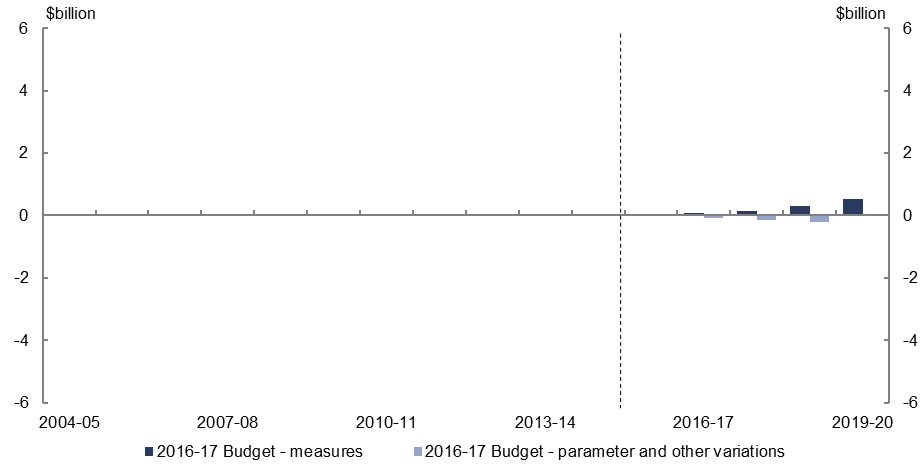 $billion $billion
6 6
4 4
2 2
0 0
-2 -2
-4 -4
-6 -6
2004-05 2007-08 2010-11 2013-14 2016-17 2019-20
2016-17 Budget - measures 2016-17 Budget - parameter and other variations